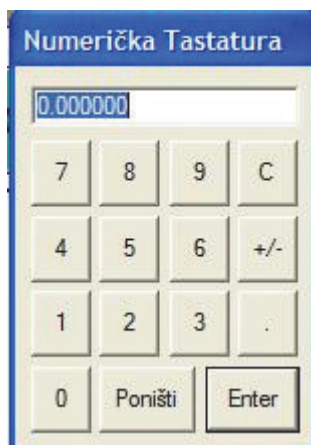 Numerička Tastatura
0.000000
7 8 9 C
4 5 6 +/-
1 2 3 .
0 Poništi Enter